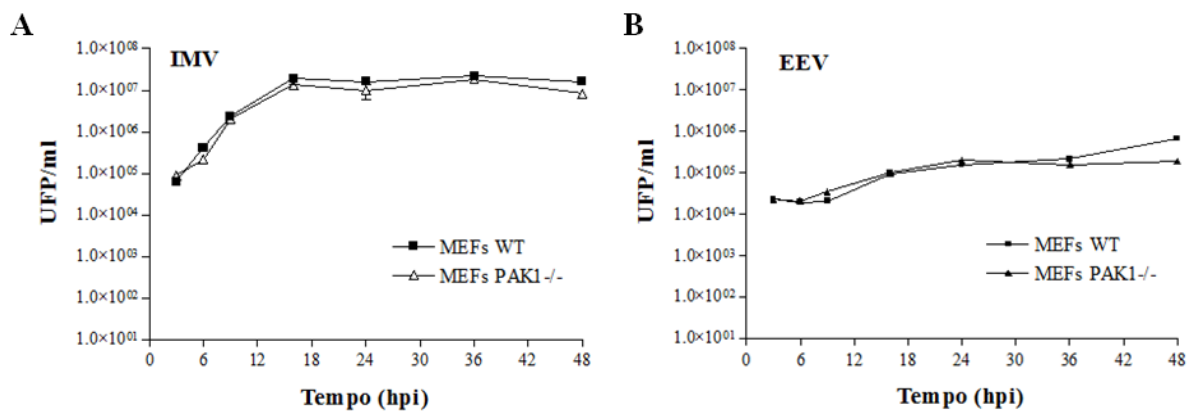 A
IMV
UFP/ml
1.0×10⁰⁸
1.0×10⁰⁷
1.0×10⁰⁶
1.0×10⁰⁵
1.0×10⁰⁴
1.0×10⁰³
1.0×10⁰²
1.0×10⁰¹
0 6 12 18 24 30 36 42 48
Tempo (hpi)
MEFs WT
MEFs PAK1-/-
B
EEV
UFP/ml
1.0×10⁰⁸
1.0×10⁰⁷
1.0×10⁰⁶
1.0×10⁰⁵
1.0×10⁰⁴
1.0×10⁰³
1.0×10⁰²
1.0×10⁰¹
0 6 12 18 24 30 36 42 48
Tempo (hpi)
MEFs WT
MEFs PAK1-/-